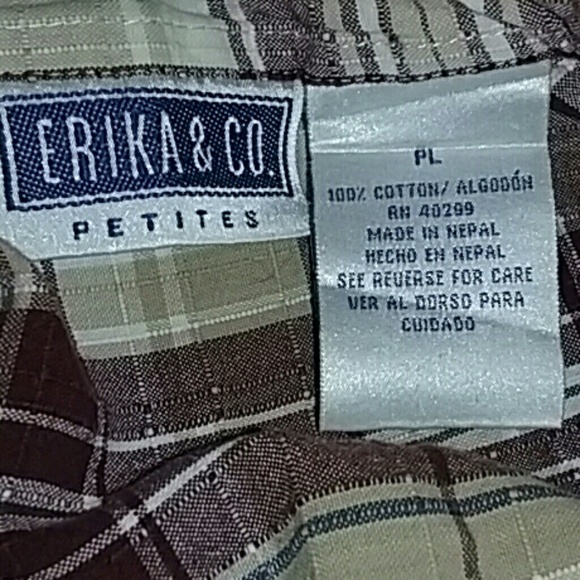 ERIKA & CO.
PETITES
PL
100% COTTON/ ALGODÓN
RN 40299
MADE IN NEPAL
HECHO EN NEPAL
SEE REVERSE FOR CARE
VER AL DORSO PARA
CUIDADO